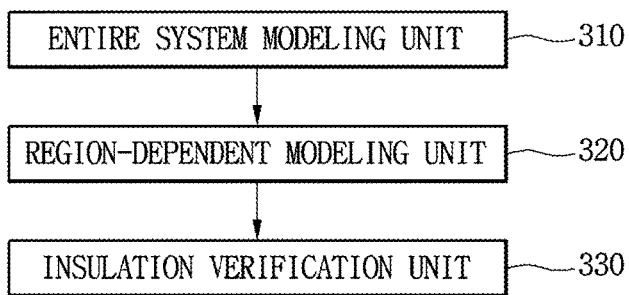 ENTIRE SYSTEM MODELING UNIT 310
REGION-DEPENDENT MODELING UNIT 320
INSULATION VERIFICATION UNIT 330